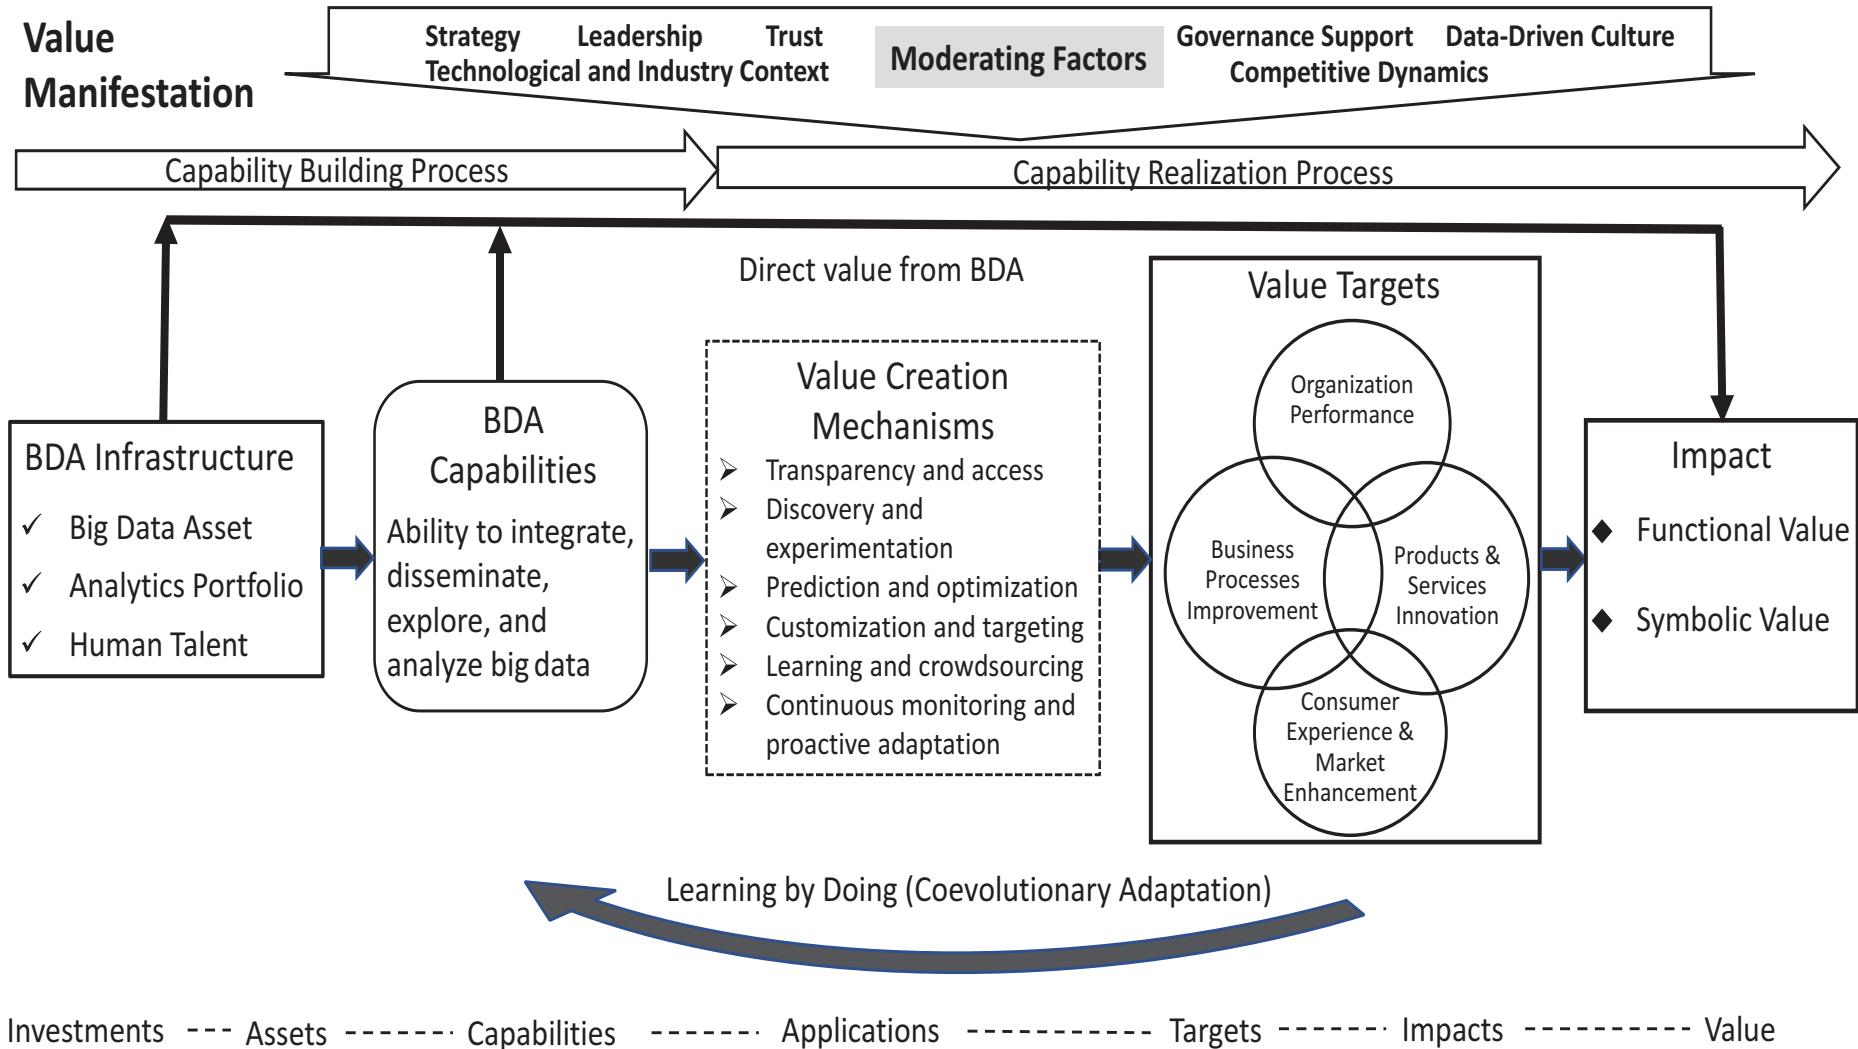 Value
Manifestation
Strategy Leadership Trust
Technological and Industry Context
Moderating Factors
Governance Support Data-Driven Culture
Competitive Dynamics
Capability Building Process
Capability Realization Process
Direct value from BDA
BDA Infrastructure
✓ Big Data Asset
✓ Analytics Portfolio
✓ Human Talent
BDA
Capabilities
Ability to integrate,
disseminate,
explore, and
analyze big data
Value Creation
Mechanisms
➢ Transparency and access
➢ Discovery and
experimentation
➢ Prediction and optimization
➢ Customization and targeting
➢ Learning and crowdsourcing
➢ Continuous monitoring and
proactive adaptation
Value Targets
Organization
Performance
Business
Processes
Improvement
Products &
Services
Innovation
Consumer
Experience &
Market
Enhancement
Impact
◆ Functional Value
◆ Symbolic Value
Learning by Doing (Coevolutionary Adaptation)
Investments --- Assets ------- Capabilities ------- Applications ------------ Targets ------- Impacts ----------- Value